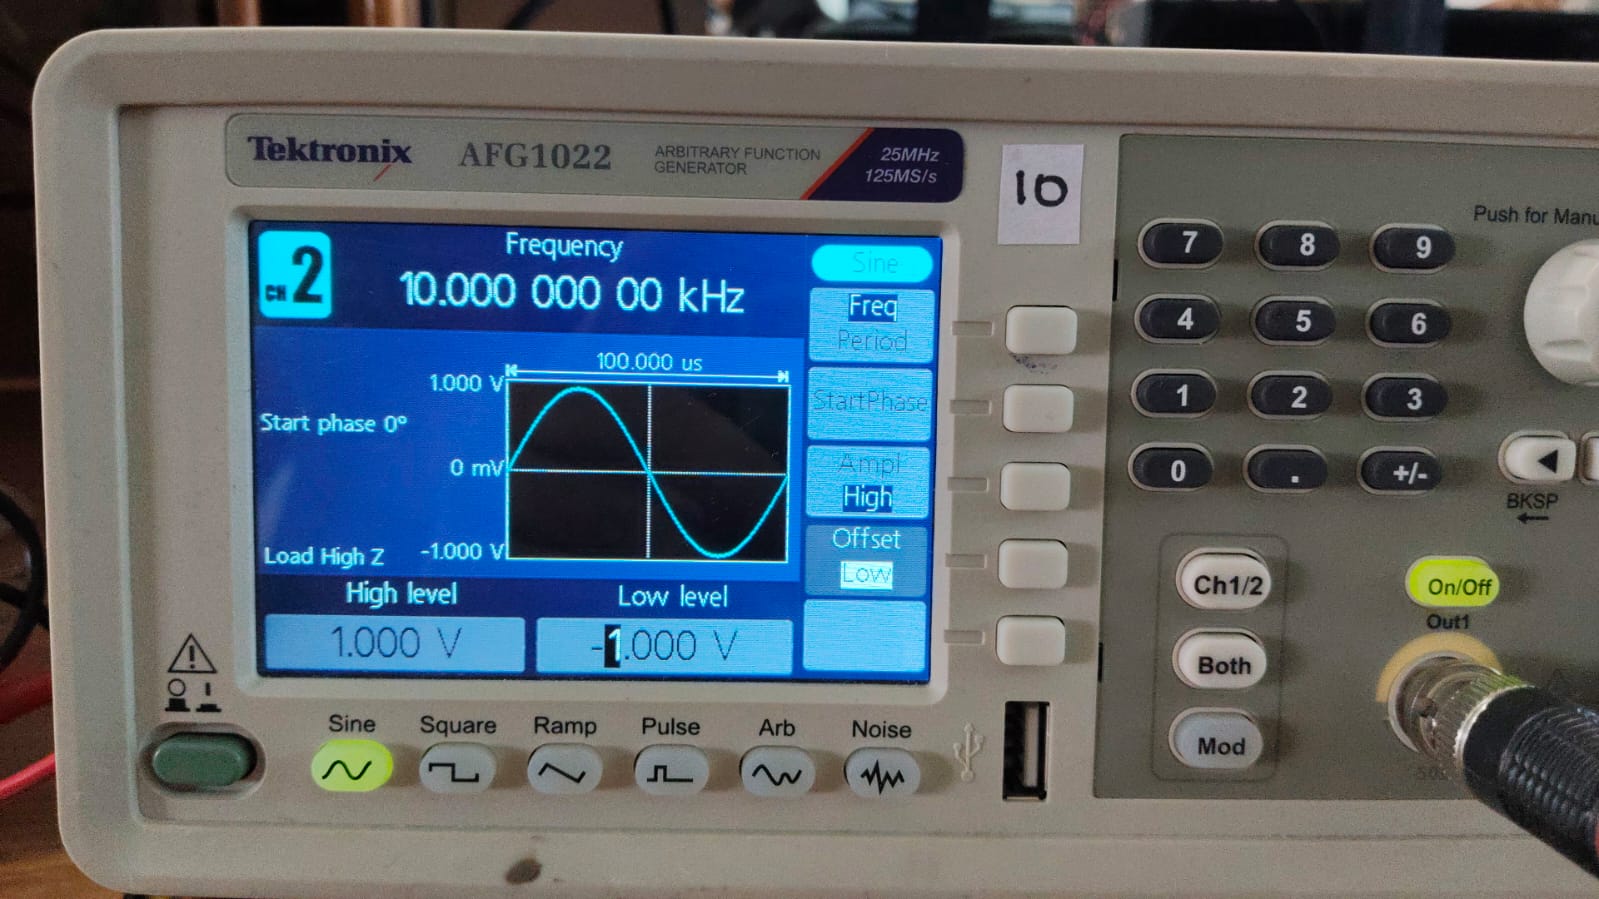 Tektronix AFG1022 ARBITRARY FUNCTION GENERATOR 25MHz 125MS/s
10
Push for Manu
CH 2
Frequency
10.000 000 00 kHz
100.000 us
1.000 V
Start phase 0°
0 mV
Load High Z
-1.000 V
High level
Low level
1.000 V
-1.000 V
Sine
Freq
Period
StartPhase
Ampl
High
Offset
Low
7 8 9
4 5 6
1 2 3
0 . +/-
BKSP
Ch1/2
Both
Mod
On/Off
Out1
Sine Square Ramp Pulse Arb Noise